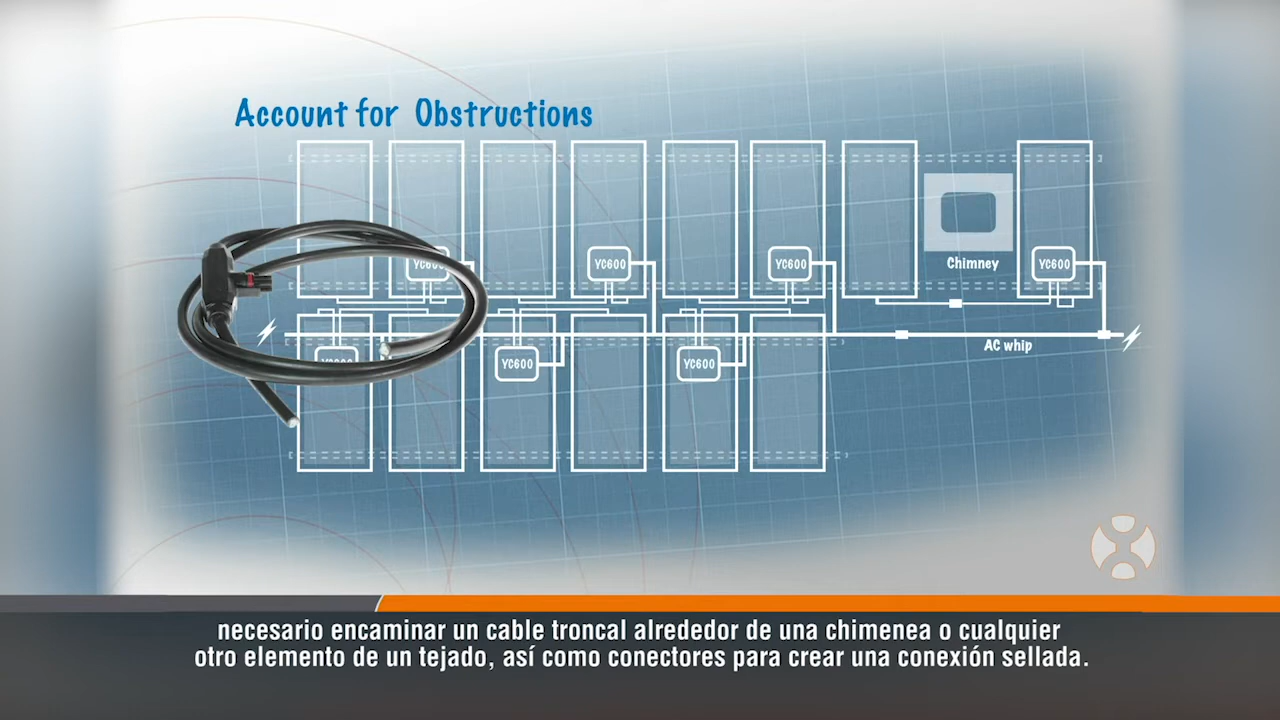 Account for Obstructions
YC600
YC600
YC600
YC600
Chimney
AC whip
YC600
YC600
necesario encaminar un cable troncal alrededor de una chimenea o cualquier
otro elemento de un tejado, así como conectores para crear una conexión sellada.